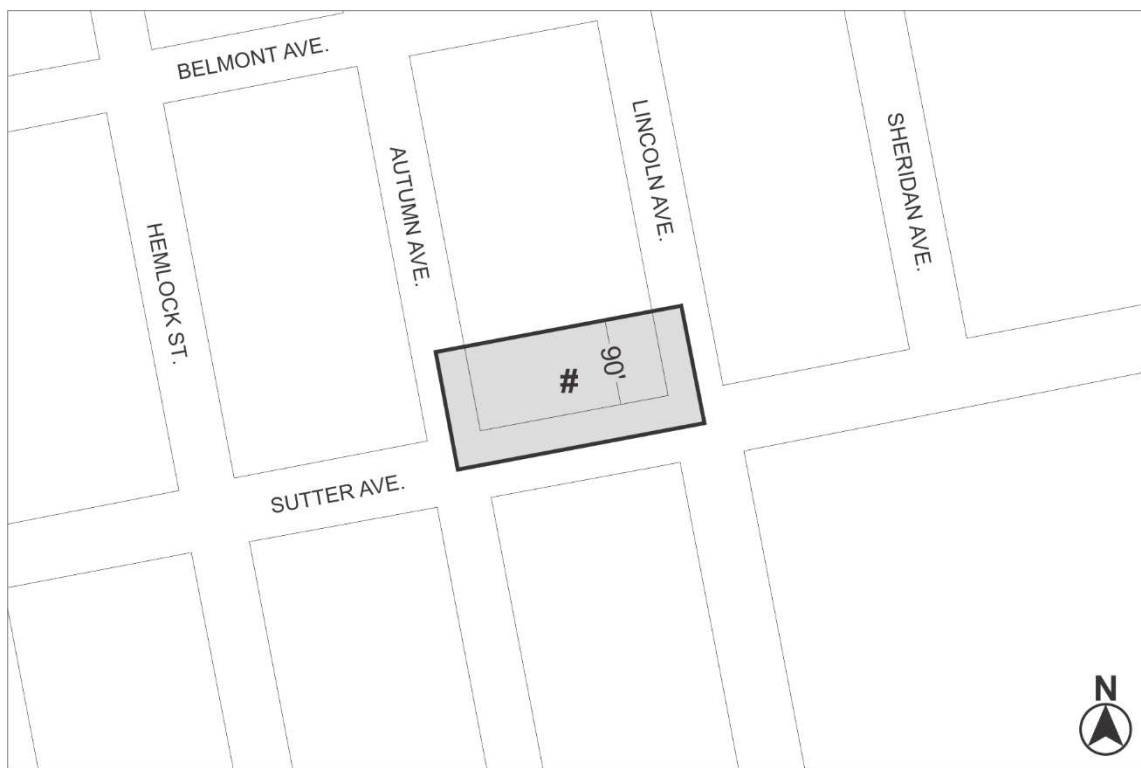 BELMONT AVE.
LINCOLN AVE.
SHERIDAN AVE.
AUTUMN AVE.
HEMLOCK ST.
90'
#
SUTTER AVE.
N